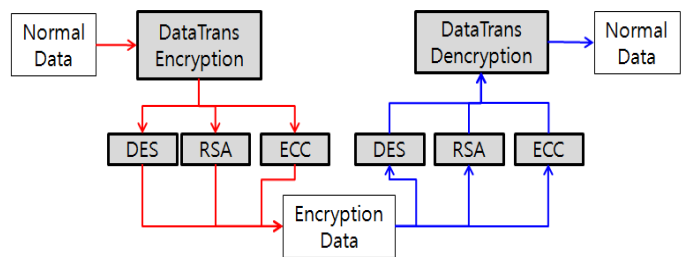 Normal
Data
DataTrans
Encryption
DataTrans
Dencryption
Normal
Data
DES
RSA
ECC
DES
RSA
ECC
Encryption
Data